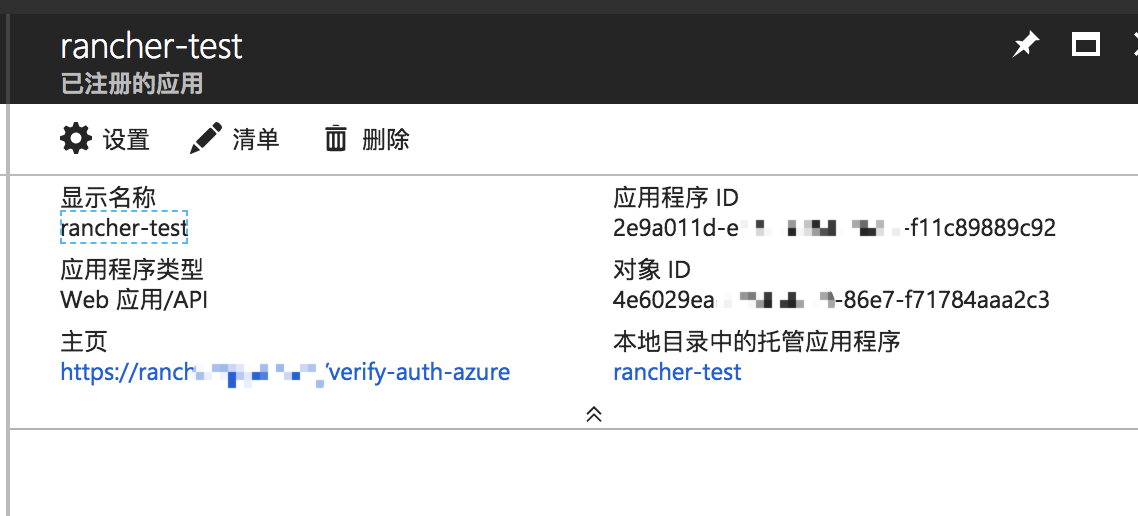 rancher-test
已注册的应用
设置 清单 删除
显示名称
rancher-test
应用程序类型
Web 应用/API
主页
https://ranch /verify-auth-azure
应用程序 ID
2e9a011d-e -f11c89889c92
对象 ID
4e6029ea -86e7-f71784aaa2c3
本地目录中的托管应用程序
rancher-test